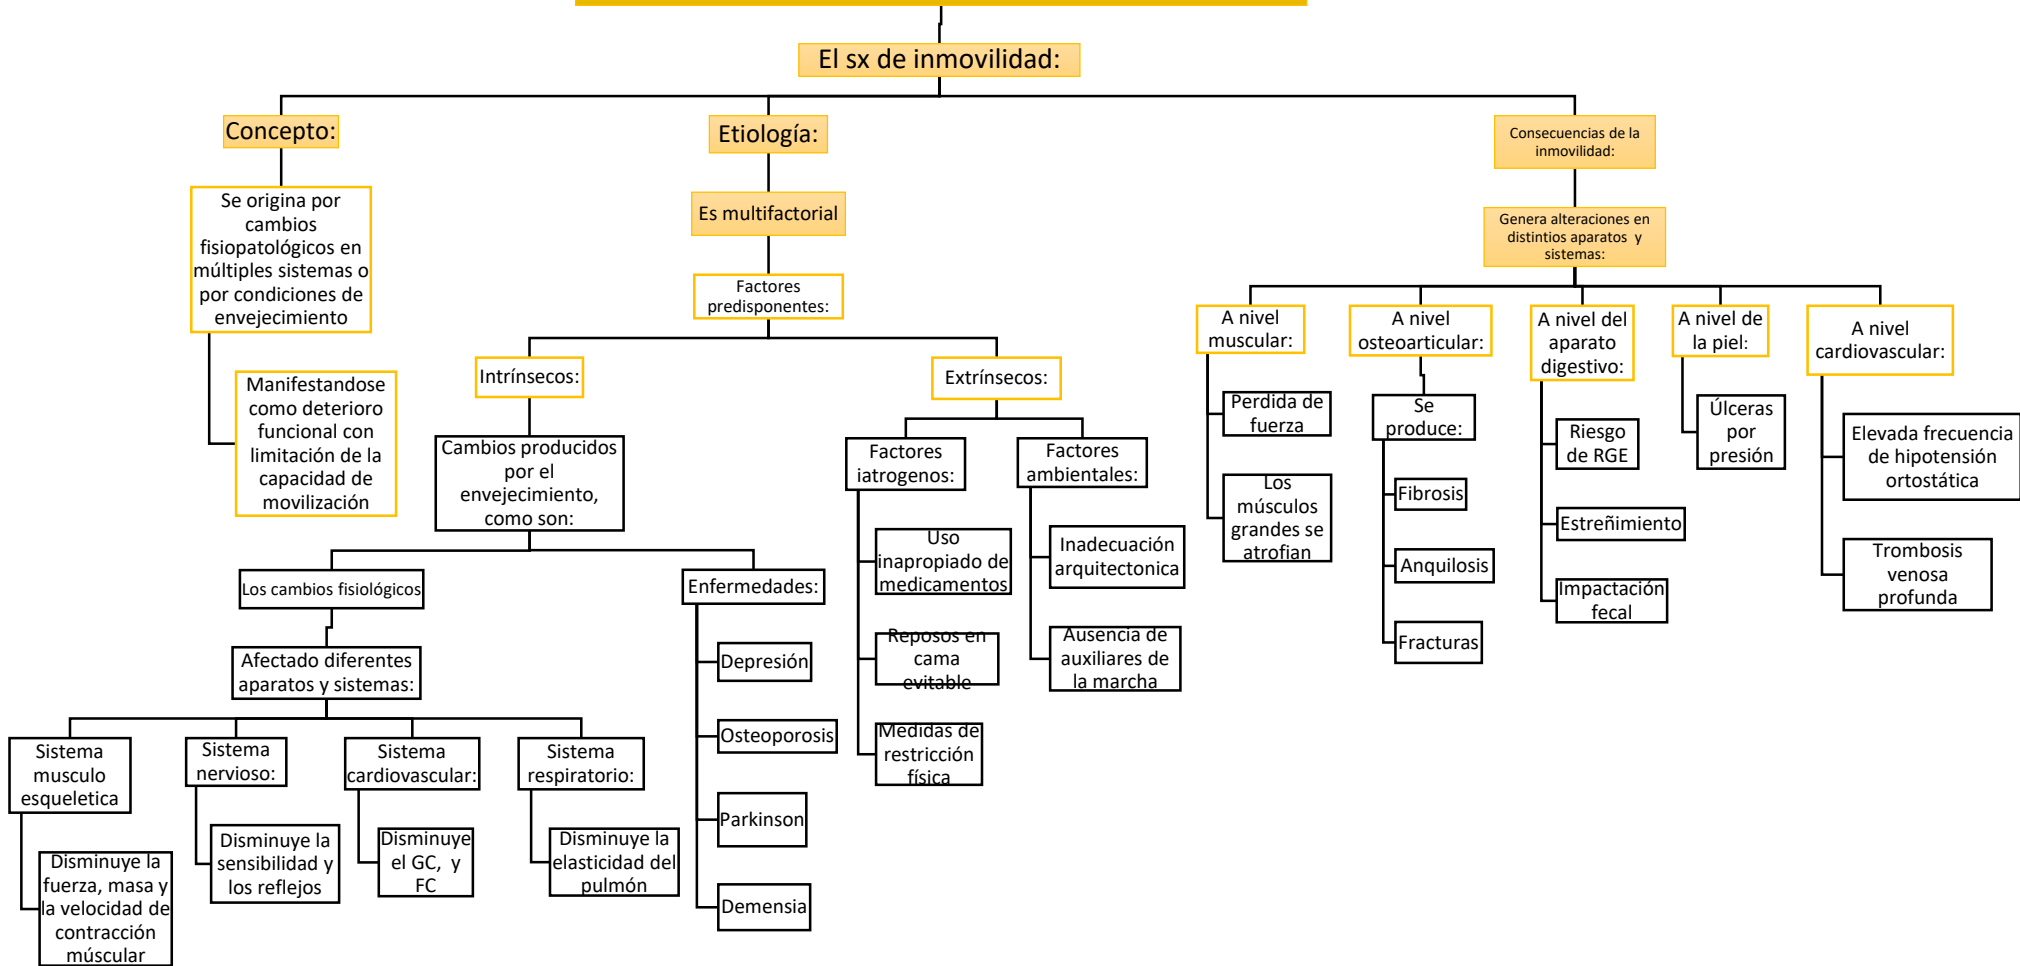 El sx de inmovilidad:
Concepto:
Se origina por
cambios
fisiopatológicos en
múltiples sistemas o
por condiciones de
envejecimiento
Manifestandose
como deterioro
funcional con
limitación de la
capacidad de
movilización
Etiología:
Es multifactorial
Factores
predisponentes:
Intrínsecos:
Cambios producidos
por el
envejecimiento,
como son:
Los cambios fisiológicos
Afectado diferentes
aparatos y sistemas:
Sistema
musculo
esqueletica
Disminuye la
fuerza, masa y
la velocidad de
contracción
múscular
Sistema
nervioso:
Disminuye la
sensibilidad y
los reflejos
Sistema
cardiovascular:
Disminuye
el GC, y
FC
Sistema
respiratorio:
Disminuye la
elasticidad del
pulmón
Enfermedades:
Depresión
Osteoporosis
Parkinson
Demensia
Extrínsecos:
Factores
iatrogenos:
Uso
inapropiado de
medicamentos
Reposos en
cama
evitable
Medidas de
restricción
física
Factores
ambientales:
Inadecuación
arquitectonica
Ausencia de
auxiliares de
la marcha
Consecuencias de la
inmovilidad:
Genera alteraciones en
distintios aparatos y
sistemas:
A nivel
muscular:
Perdida de
fuerza
Los
músculos
grandes se
atrofian
A nivel
osteoarticular:
Se
produce:
Fibrosis
Anquilosis
Fracturas
A nivel del
aparato
digestivo:
Riesgo
de RGE
Estreñimiento
Impactación
fecal
A nivel de
la piel:
Úlceras
por
presión
A nivel
cardiovascular:
Elevada frecuencia
de hipotensión
ortostática
Trombosis
venosa
profunda